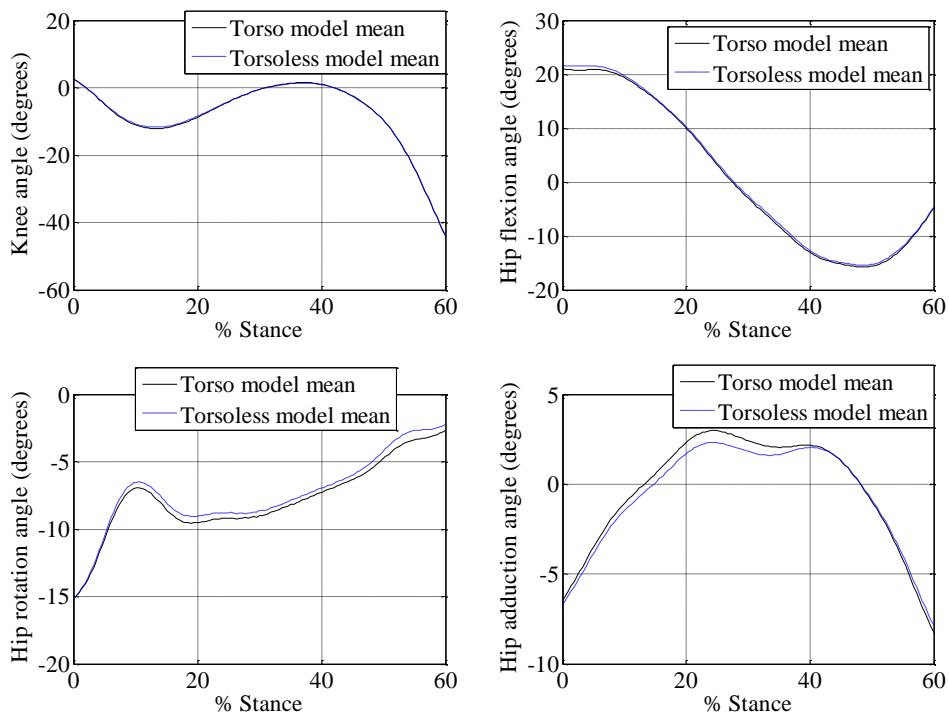 Knee angle (degrees)
20
0
-20
-40
-60
0
20
40
60
% Stance
Torso model mean
Torsoless model mean
Hip flexion angle (degrees)
30
20
10
0
-10
-20
0
20
40
60
% Stance
Torso model mean
Torsoless model mean
Hip rotation angle (degrees)
0
-5
-10
-15
-20
0
20
40
60
% Stance
Torso model mean
Torsoless model mean
Hip adduction angle (degrees)
5
0
-5
-10
0
20
40
60
% Stance
Torso model mean
Torsoless model mean